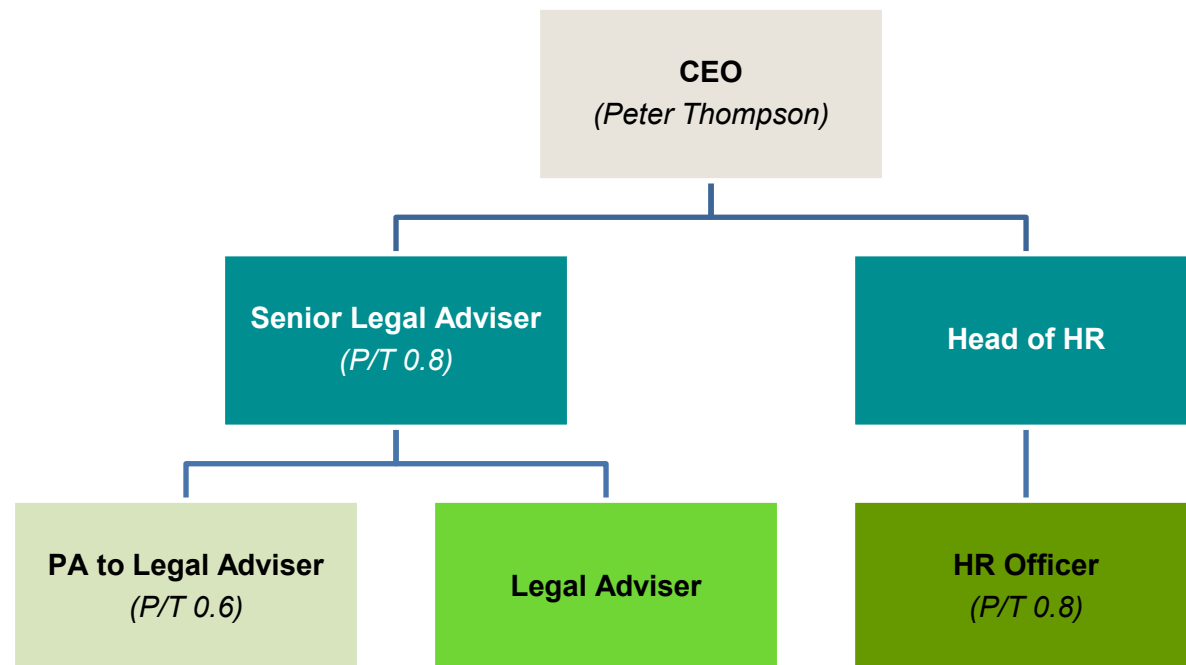 CEO
(Peter Thompson)
Senior Legal Adviser
(P/T 0.8)
Head of HR
PA to Legal Adviser
(P/T 0.6)
Legal Adviser
HR Officer
(P/T 0.8)